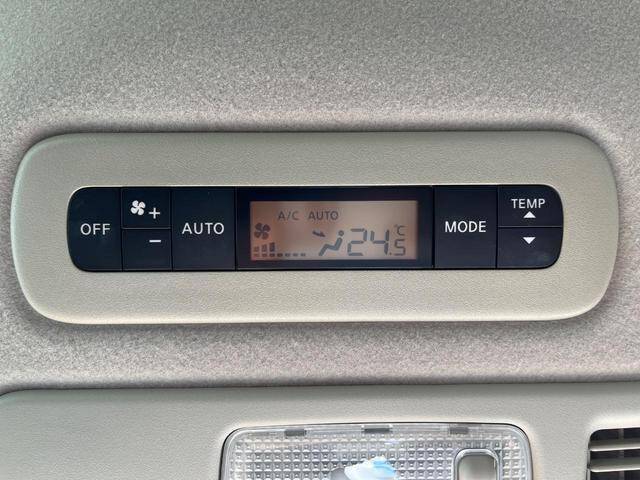 OFF
+
-
AUTO
A/C AUTO
24.5°C
MODE
TEMP